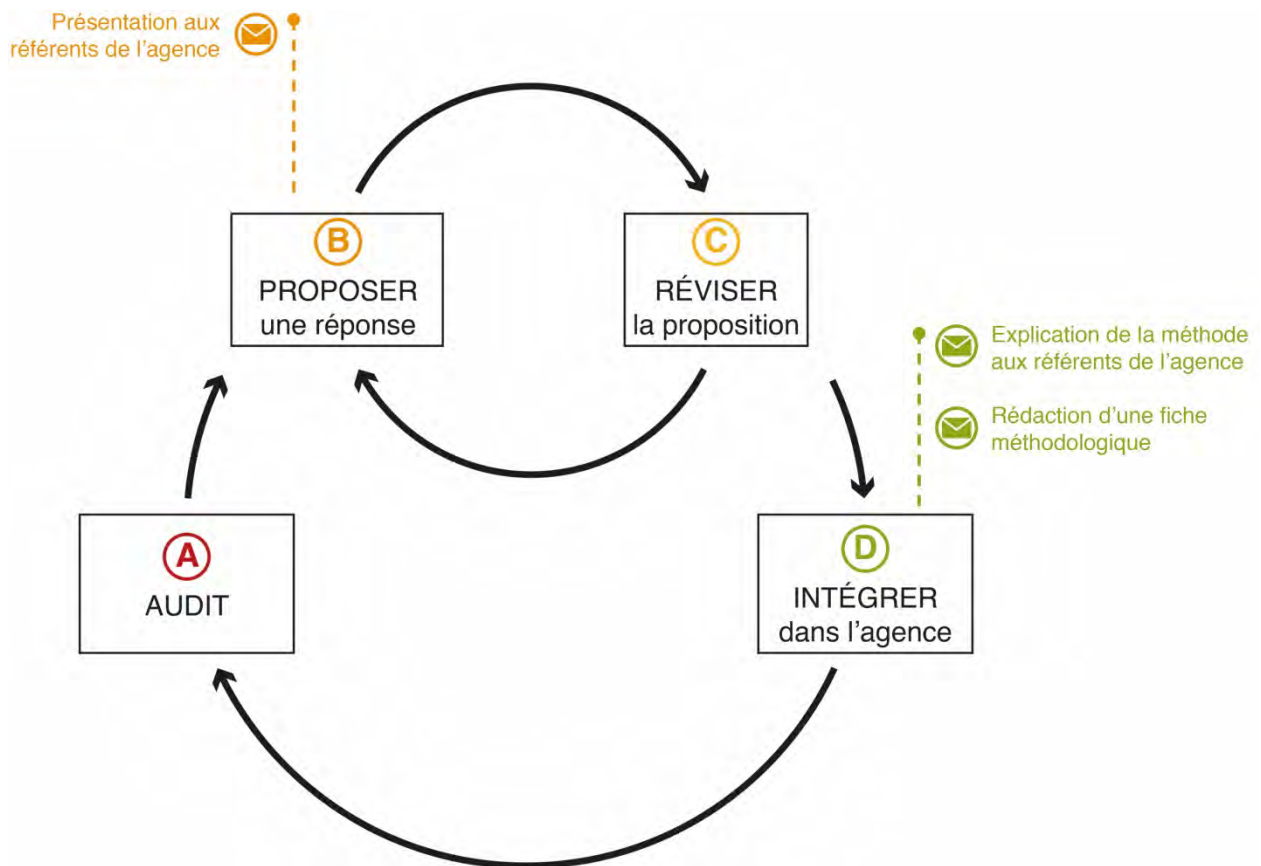 Présentation aux
référents de l’agence
B
PROPOSER
une réponse
C
RÉVISER
la proposition
Explication de la méthode
aux référents de l’agence
Rédaction d’une fiche
méthodologique
A
AUDIT
D
INTÉGRER
dans l’agence